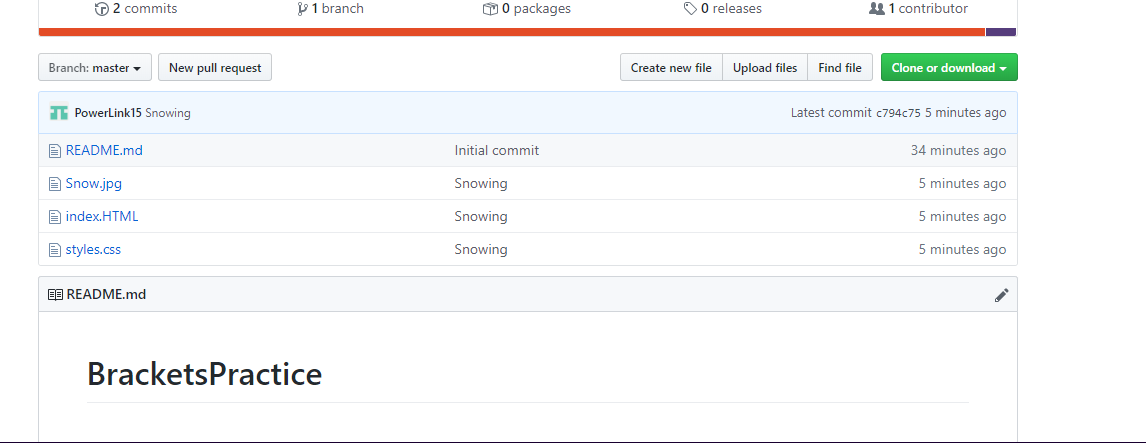 2 commits 1 branch 0 packages 0 releases 1 contributor
Branch: master New pull request Create new file Upload files Find file Clone or download
PowerLink15 Snowing Latest commit c794c75 5 minutes ago
README.md Initial commit 34 minutes ago
Snow.jpg Snowing 5 minutes ago
index.HTML Snowing 5 minutes ago
styles.css Snowing 5 minutes ago
README.md
BracketsPractice